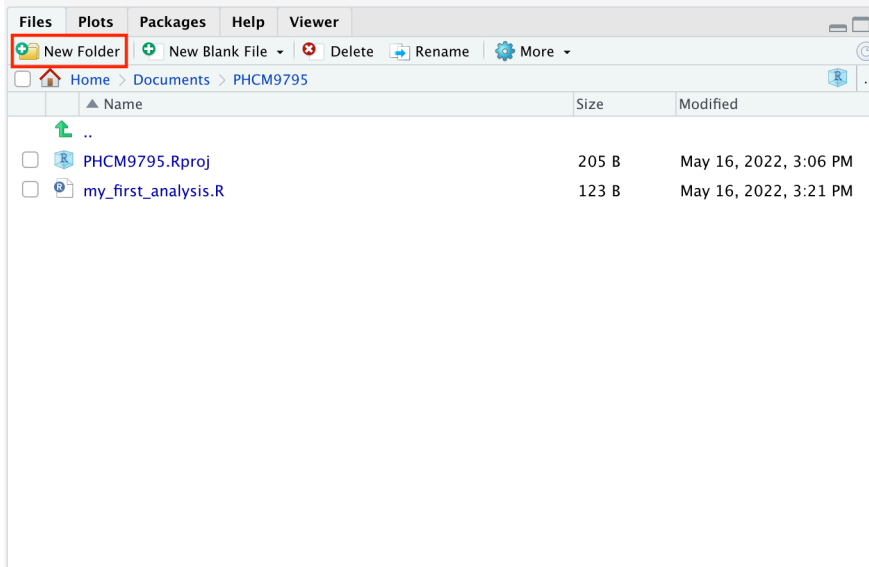 Files Plots Packages Help Viewer
New Folder New Blank File Delete Rename More
Home > Documents > PHCM9795
Name Size Modified
..
PHCM9795.Rproj 205 B May 16, 2022, 3:06 PM
my_first_analysis.R 123 B May 16, 2022, 3:21 PM